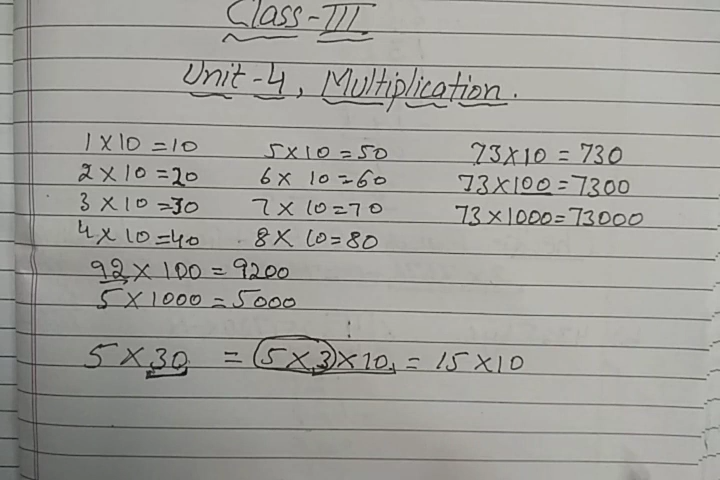 Class-III
Unit-4, Multiplication.
1 X 10 = 10 5 X 10 = 50 73 X 10 = 730
2 X 10 = 20 6 X 10 = 60 73 X 100 = 7300
3 X 10 = 30 7 X 10 = 70 73 X 1000 = 73000
4 X 10 = 40 8 X 10 = 80
92 X 100 = 9200
5 X 1000 = 5000
5 X 30 = (5 X 3) X 10 = 15 X 10